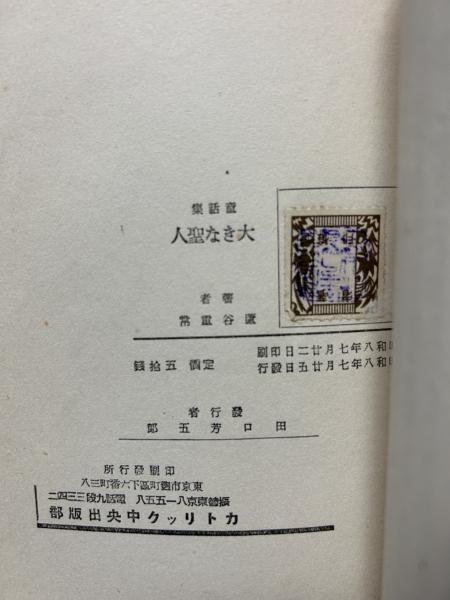 童話集
大きな聖人
著者
蘆谷重常
和八年七月廿二日印刷
和八年七月廿五日發行
定價 五拾錢
發行者
田口芳五郎
印刷發行所
東京市麴町區下六番町三八
振替東京八一五五八 電話九段三三四二
カトリック中央出版部